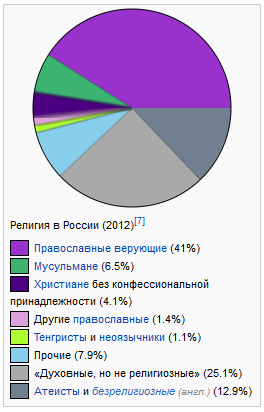 Религия в России (2012)[7]
Православные верующие (41%)
Мусульмане (6.5%)
Христиане без конфессиональной
принадлежности (4.1%)
Другие православные (1.4%)
Тенгристы и неоязычники (1.1%)
Прочие (7.9%)
«Духовные, но не религиозные» (25.1%)
Атеисты и безрелигиозные (англ.) (12.9%)